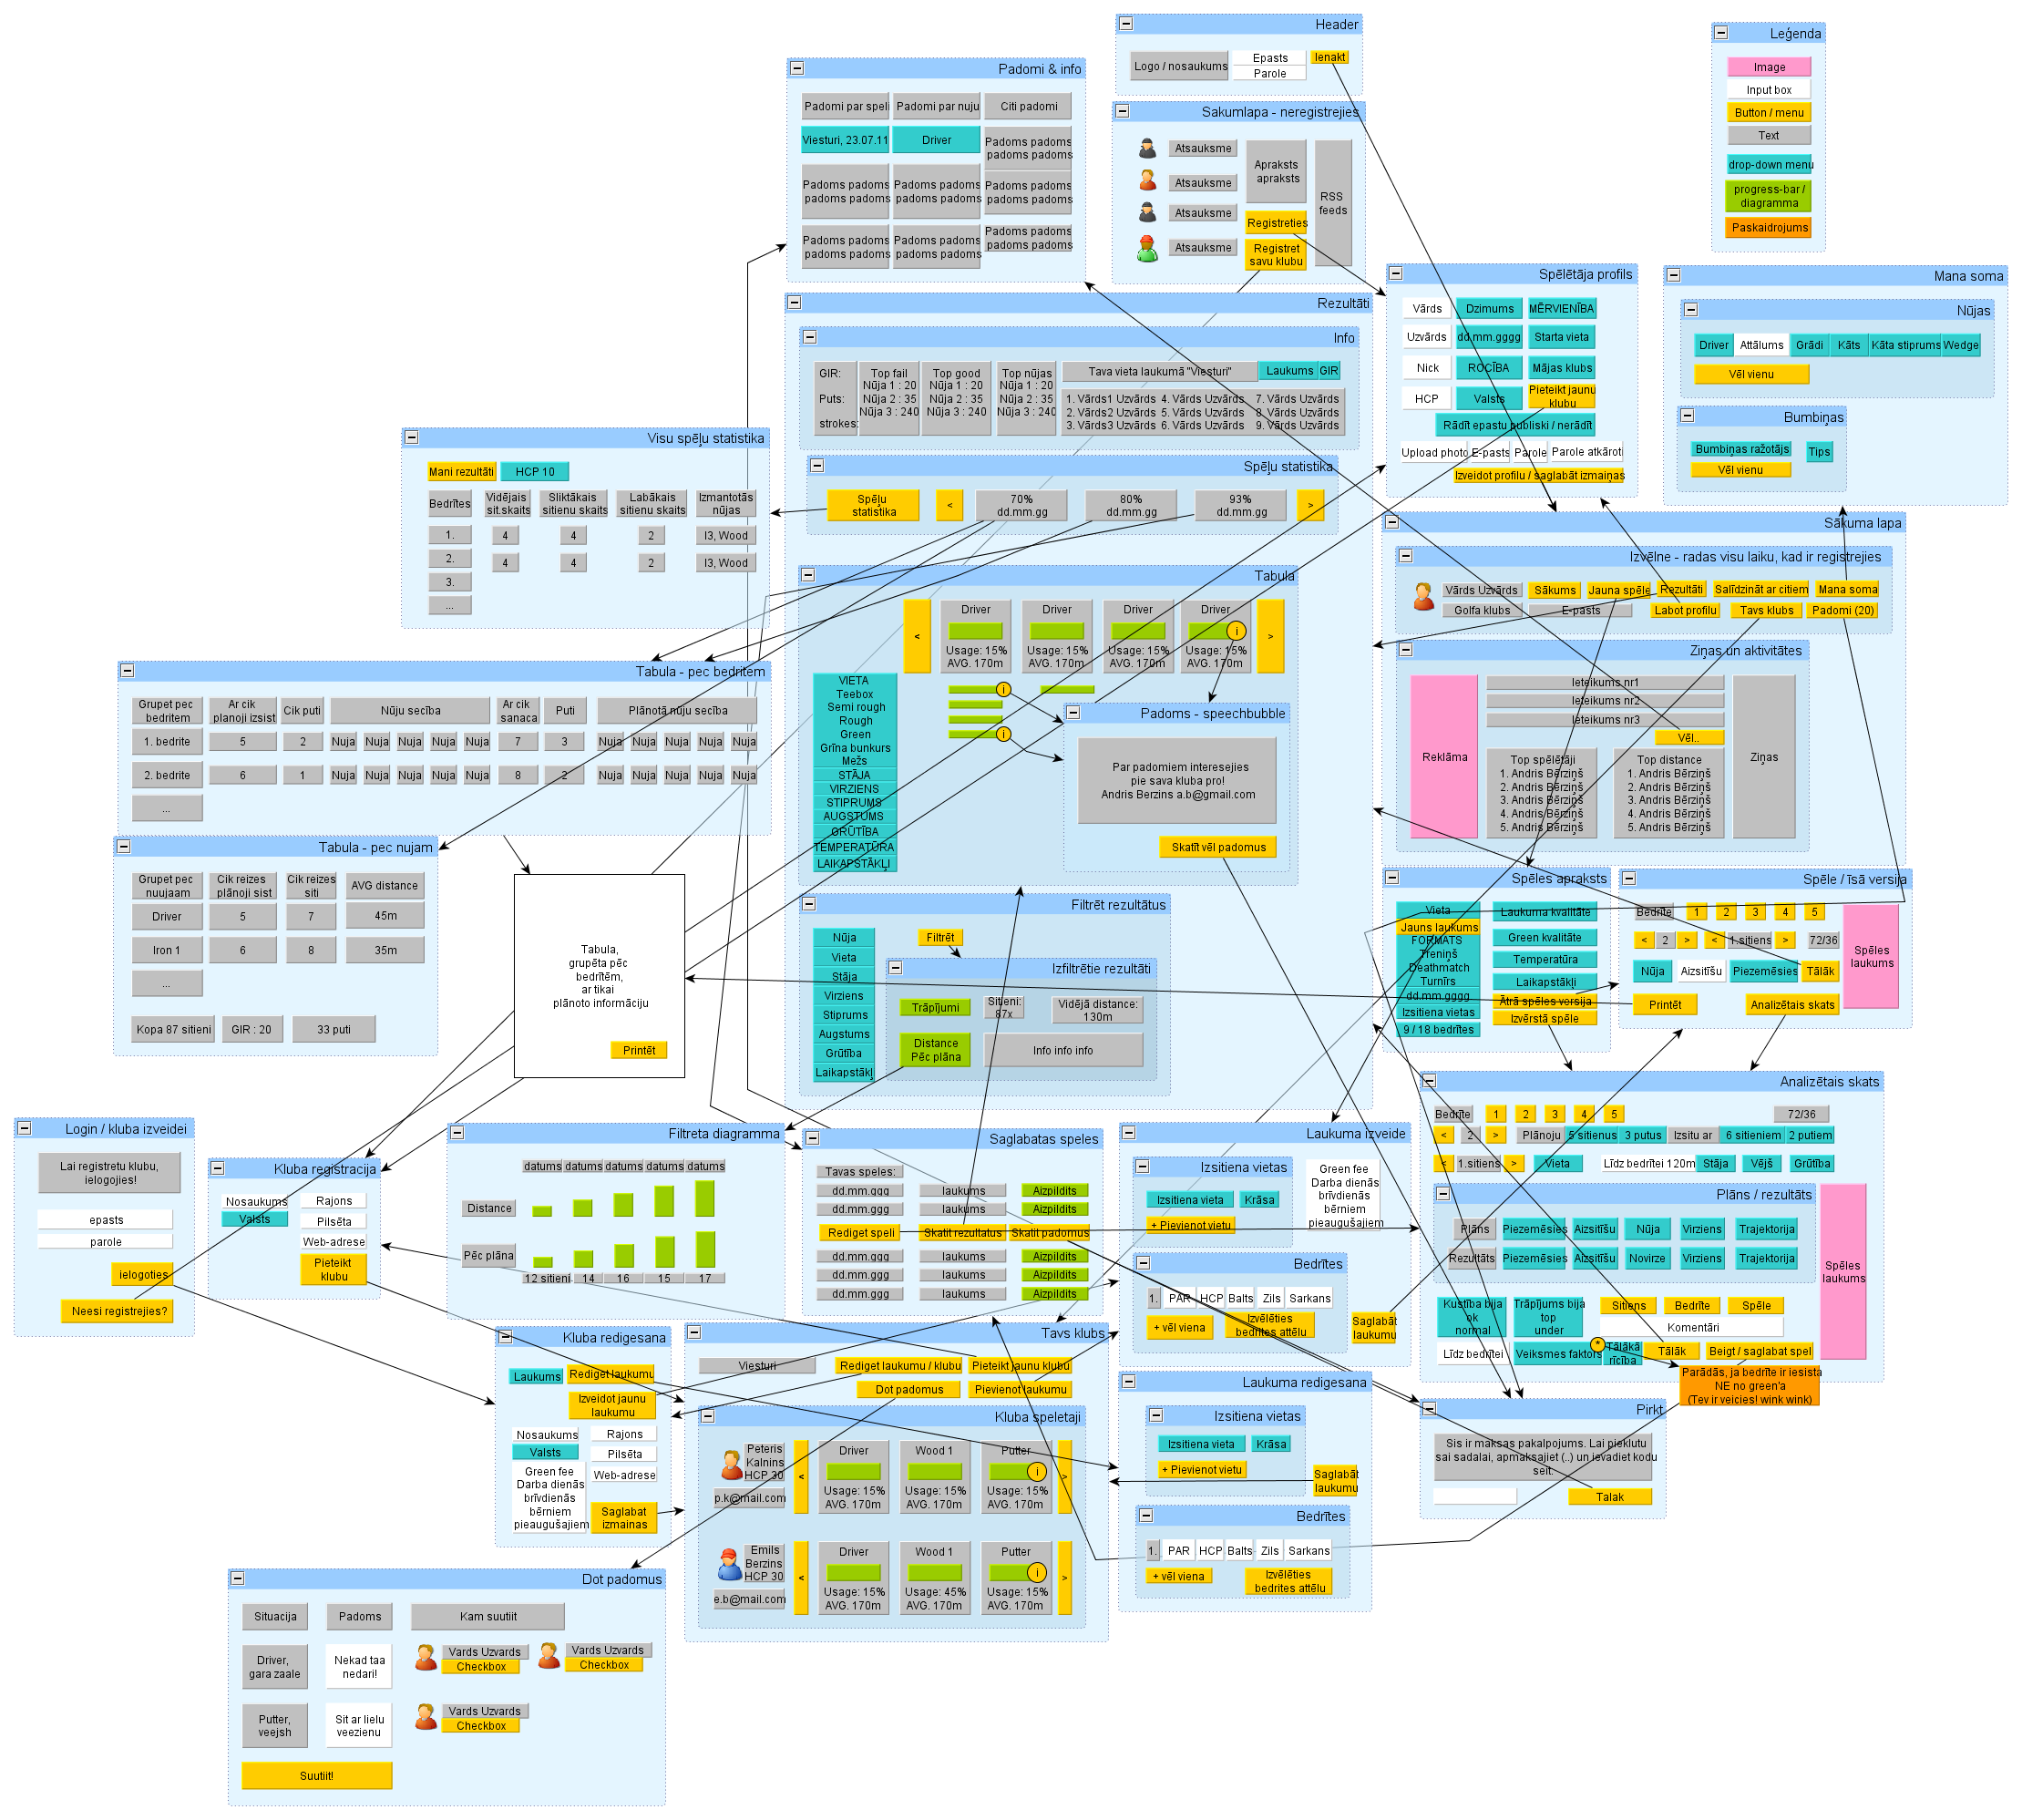 Header
Logo / nosaukums
Epasts
Parole
Ienakt
Leģenda
Image
Input box
Button / menu
Text
drop-down menu
progress-bar /
diagramma
Paskaidrojums
Padomi & info
Padomi par speli
Padomi par nuju
Citi padomi
Viesturi, 23.07.11
Driver
Padoms padoms
padoms padoms
Padoms padoms
padoms padoms
Padoms padoms
padoms padoms
Padoms padoms
padoms padoms
Padoms padoms
padoms padoms
Padoms padoms
padoms padoms
Padoms padoms
padoms padoms
Sakumlapa - neregistrejies
Atsauksme
Atsauksme
Atsauksme
Atsauksme
Apraksts
apraksts
Registreties
Registret
savu klubu
RSS
feeds
Spēlētāja profils
Vārds
Dzimums
MĒRVIENĪBA
Uzvārds
dd.mm.gggg
Starta vieta
Nick
ROCĪBA
Mājas klubs
HCP
Valsts
Pieteikt jaunu
klubu
Rādīt epastu publiski / nerādīt
Upload photo
E-pasts
Parole
Parole atkāroti
Izveidot profilu / saglabāt izmaiņas
Mana soma
Nūjas
Driver
Attālums
Grādi
Kāts
Kāta stiprums
Wedge
Vēl vienu
Bumbiņas
Bumbiņas ražotājs
Tips
Vēl vienu
Rezultāti
Info
GIR:
Puts:
strokes:
Top fail
Nūja 1 : 20
Nūja 2 : 35
Nūja 3 : 240
Top good
Nūja 1 : 20
Nūja 2 : 35
Nūja 3 : 240
Top nūjas
Nūja 1 : 20
Nūja 2 : 35
Nūja 3 : 240
Tava vieta laukumā "Viesturi"
Laukums
GIR
1. Vārds1 Uzvārds 4. Vārds Uzvārds 7. Vārds Uzvārds
2. Vārds2 Uzvārds 5. Vārds Uzvārds 8. Vārds Uzvārds
3. Vārds3 Uzvārds 6. Vārds Uzvārds 9. Vārds Uzvārds
Spēļu statistika
Spēļu
statistika
<
70%
dd.mm.gg
80%
dd.mm.gg
93%
dd.mm.gg
>
Visu spēļu statistika
Mani rezultāti
HCP 10
Bedrītes
Vidējais
sit.skaits
Sliktākais
sitienu skaits
Labākais
sitienu skaits
Izmantotās
nūjas
1.
4
4
2
I3, Wood
2.
4
4
2
I3, Wood
3.
...
Sākuma lapa
Izvēlne - radas visu laiku, kad ir registrejies
Vārds Uzvārds
Sākums
Jauna spēle
Rezultāti
Salīdzināt ar citiem
Mana soma
Golfa klubs
E-pasts
Labot profilu
Tavs klubs
Padomi (20)
Ziņas un aktivitātes
Reklāma
Ieteikums nr1
Ieteikums nr2
Ieteikums nr3
Vēl..
Top spēlētāji
1. Andris Bērziņš
2. Andris Bērziņš
3. Andris Bērziņš
4. Andris Bērziņš
5. Andris Bērziņš
Top distance
1. Andris Bērziņš
2. Andris Bērziņš
3. Andris Bērziņš
4. Andris Bērziņš
5. Andris Bērziņš
Ziņas
Tabula
<
Driver
Usage: 15%
AVG. 170m
Driver
Usage: 15%
AVG. 170m
Driver
Usage: 15%
AVG. 170m
Driver
i
Usage: 15%
AVG. 170m
>
VIETA
Teebox
Semi rough
Rough
Green
Grīna bunkurs
Mežs
STĀJA
VIRZIENS
STIPRUMS
AUGSTUMS
GRŪTĪBA
TEMPERATŪRA
LAIKAPSTĀKĻI
i
i
Padoms - speechbubble
Par padomiem interesejies
pie sava kluba pro!
Andris Berzins a.b@gmail.com
Skatīt vēl padomus
Tabula - pec bedritem
Grupet pec
bedritem
Ar cik
planoji izsist
Cik puti
Nūju secība
Ar cik
sanaca
Puti
Plānotā nūju secība
1. bedrite
5
2
Nuja Nuja Nuja Nuja Nuja
7
3
Nuja Nuja Nuja Nuja Nuja
2. bedrite
6
1
Nuja Nuja Nuja Nuja Nuja
8
2
Nuja Nuja Nuja Nuja Nuja
...
Tabula - pec nujam
Grupet pec
nuujaam
Cik reizes
plānoji sist
Cik reizes
siti
AVG distance
Driver
5
7
45m
Iron 1
6
8
35m
...
Kopa 87 sitieni
GIR : 20
33 puti
Tabula,
grupēta pēc
bedrītēm,
ar tikai
plānoto informāciju
Printēt
Filtrēt rezultātus
Nūja
Vieta
Stāja
Virziens
Stiprums
Augstums
Grūtība
Laikapstākļ
Filtrēt
Izfiltrētie rezultāti
Trāpījumi
Sitieni:
87x
Vidējā distance:
130m
Distance
Pēc plāna
Info info info
Spēles apraksts
Vieta
Jauns laukums
FORMATS
Treniņš
Deathmatch
Turnīrs
dd.mm.gggg
Izsitiena vietas
9 / 18 bedrītes
Laukuma kvalitāte
Green kvalitāte
Temperatūra
Laikapstākļi
Ātrā spēles versija
Izvērstā spēle
Spēle / īsā versija
Bedrīte
1 2 3 4 5
< 2 >
< 1.sitiens >
72/36
Nūja
Aizsitīšu
Piezemēsies
Tālāk
Printēt
Analizētais skats
Spēles
laukums
Analizētais skats
Bedrīte
1 2 3 4 5
72/36
< 2 >
Plānoju
5 sitienus
3 putus
Izsitu ar
6 sitieniem
2 putiem
< 1.sitiens >
Vieta
Līdz bedrītei 120m
Stāja
Vējš
Grūtība
Plāns / rezultāts
Plāns
Piezemēsies
Aizsitīšu
Nūja
Virziens
Trajektorija
Rezultāts
Piezemēsies
Aizsitīšu
Novirze
Virziens
Trajektorija
Spēles
laukums
Kustība bija
ok
normal
Trāpījums bija
top
under
Sitiens
Bedrīte
Spēle
Komentāri
Līdz bedrītei
Veiksmes faktors
*
Tālākā
rīcība
Tālāk
Beigt / saglabat spel
Parādās, ja bedrīte ir iesista
NE no green'a
(Tev ir veicies! wink wink)
Login / kluba izveidei
Lai registretu klubu,
ielogojies!
epasts
parole
ielogoties
Neesi registrejies?
Kluba registracija
Nosaukums
Valsts
Rajons
Pilsēta
Web-adrese
Pieteikt
klubu
Filtreta diagramma
datums datums datums datums datums
Distance
Pēc plāna
12 sitieni 14 16 15 17
Saglabatas speles
Tavas speles:
dd.mm.ggg
laukums
Aizpildits
dd.mm.ggg
laukums
Aizpildits
Rediget speli
Skatit rezultatus
Skatit padomus
dd.mm.ggg
laukums
Aizpildits
dd.mm.ggg
laukums
Aizpildits
dd.mm.ggg
laukums
Aizpildits
Laukuma izveide
Izsitiena vietas
Izsitiena vieta
Krāsa
+ Pievienot vietu
Green fee
Darba dienās
brīvdienās
bērniem
pieaugušajiem
Bedrītes
1.
PAR
HCP
Balts
Zils
Sarkans
+ vēl viena
Izvēlēties
bedrites attēlu
Saglabāt
laukumu
Kluba redigesana
Laukums
Rediget laukumu
Izveidot jaunu
laukumu
Nosaukums
Valsts
Rajons
Pilsēta
Web-adrese
Green fee
Darba dienās
brīvdienās
bērniem
pieaugušajiem
Saglabat
izmainas
Tavs klubs
Viesturi
Rediget laukumu / klubu
Pieteikt jaunu klubu
Dot padomus
Pievienot laukumu
Kluba speletaji
Peteris
Kalnins
HCP 30
p.k@mail.com
<
Driver
Usage: 15%
AVG. 170m
Wood 1
Usage: 15%
AVG. 170m
Putter
i
Usage: 15%
AVG. 170m
>
Emils
Berzins
HCP 30
e.b@mail.com
<
Driver
Usage: 15%
AVG. 170m
Wood 1
Usage: 45%
AVG. 170m
Putter
i
Usage: 15%
AVG. 170m
>
Laukuma redigesana
Izsitiena vietas
Izsitiena vieta
Krāsa
+ Pievienot vietu
Saglabāt
laukumu
Bedrītes
1.
PAR
HCP
Balts
Zils
Sarkans
+ vēl viena
Izvēlēties
bedrites attēlu
Pirkt
Sis ir maksas pakalpojums. Lai pieklutu
sai sadalai, apmaksajiet (..) un ievadiet kodu
seit.
Talak
Dot padomus
Situacija
Padoms
Kam suutiit
Driver,
gara zaale
Nekad taa
nedari!
Vards Uzvards
Checkbox
Vards Uzvards
Checkbox
Putter,
veejsh
Sit ar lielu
veezienu
Vards Uzvards
Checkbox
Suutiit!